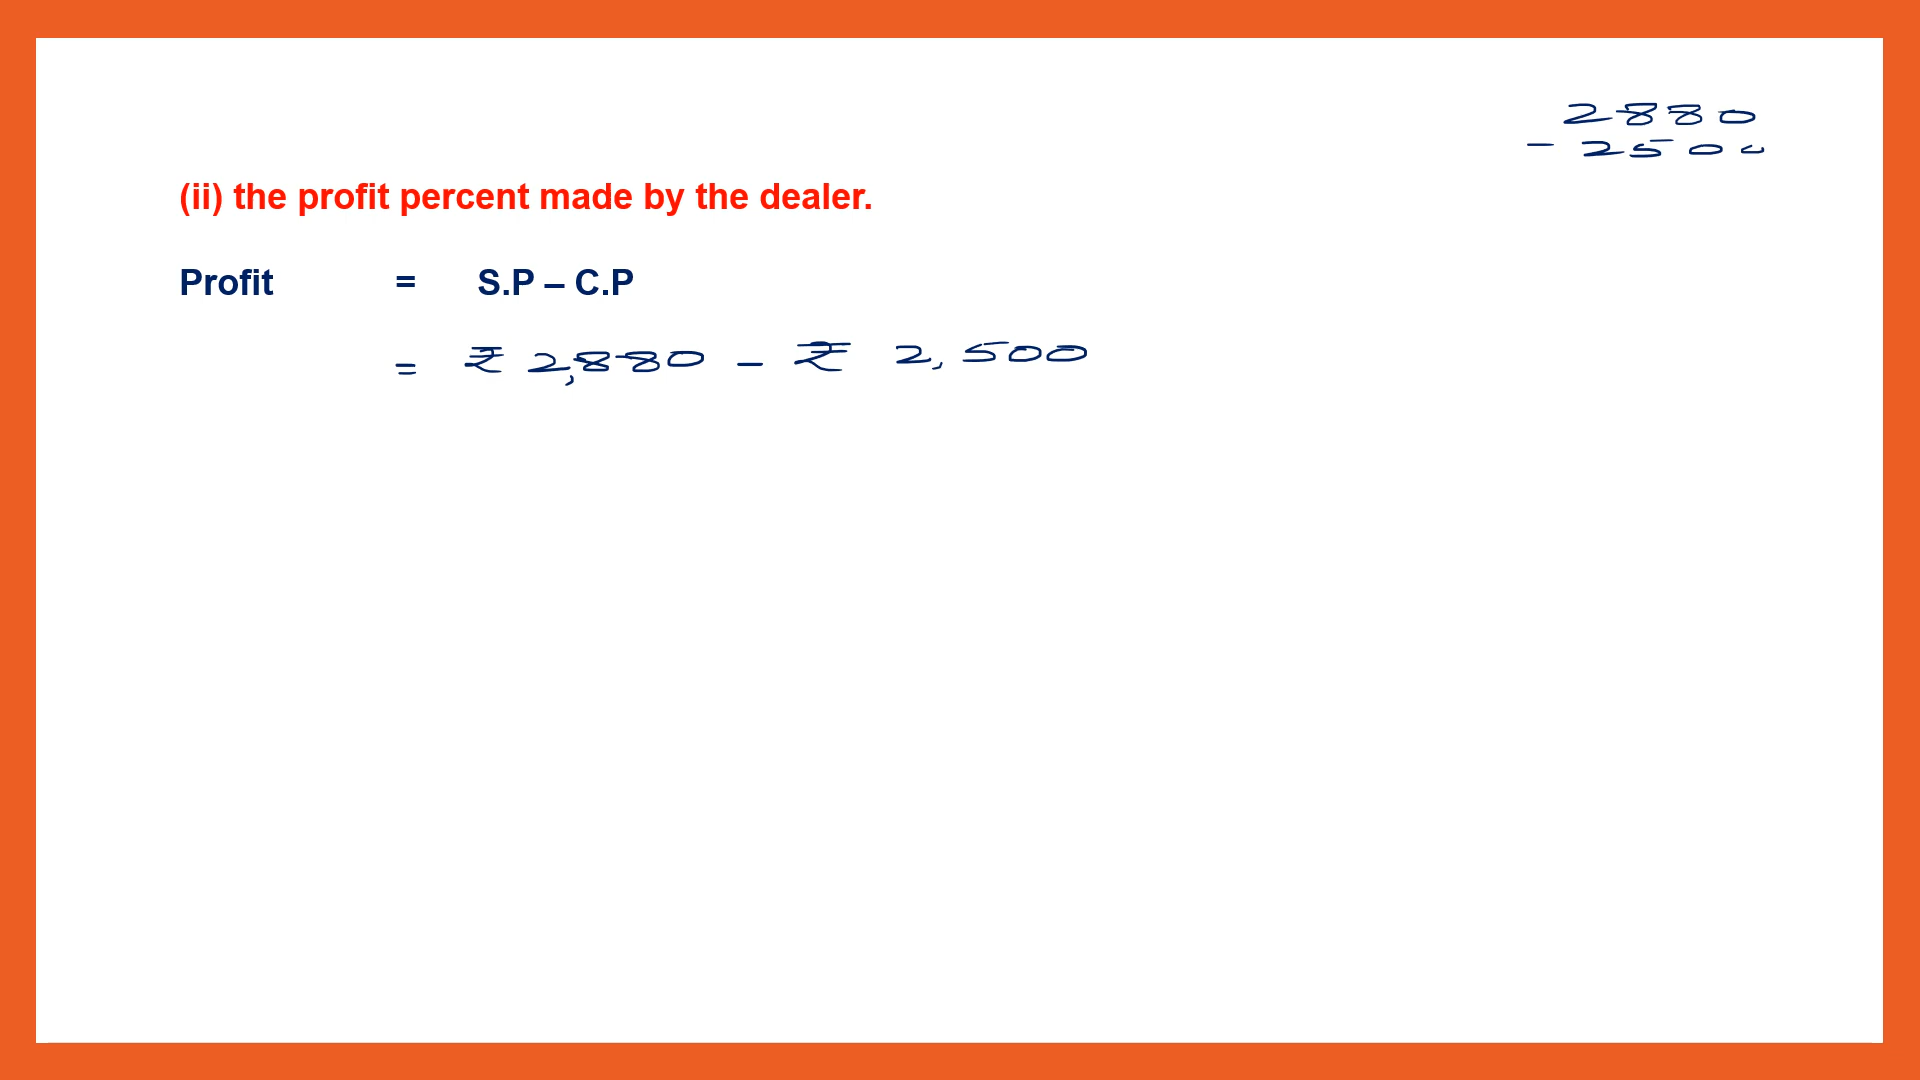 2880
- 2500
(ii) the profit percent made by the dealer.
Profit = S.P – C.P
= ₹ 2,880 - ₹ 2,500